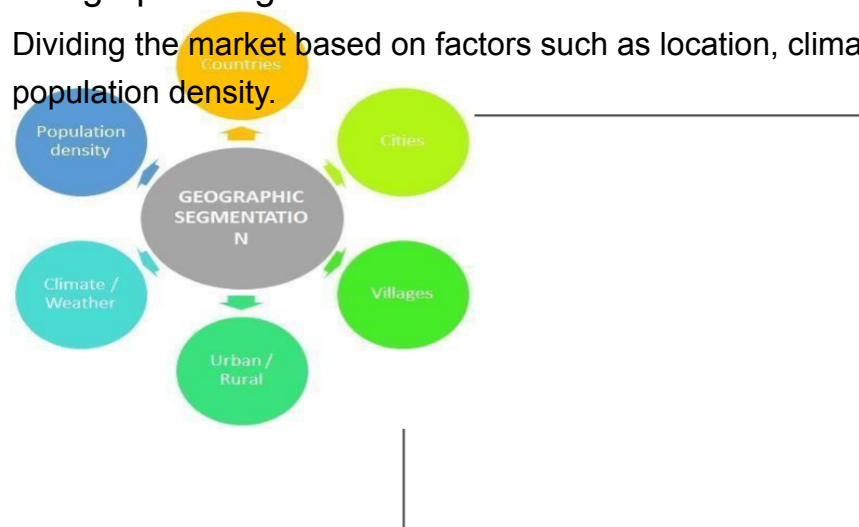 Dividing the market based on factors such as location, clima
population density.
Countries
Population
density
Cities
GEOGRAPHIC
SEGMENTATIO
N
Climate /
Weather
Villages
Urban /
Rural